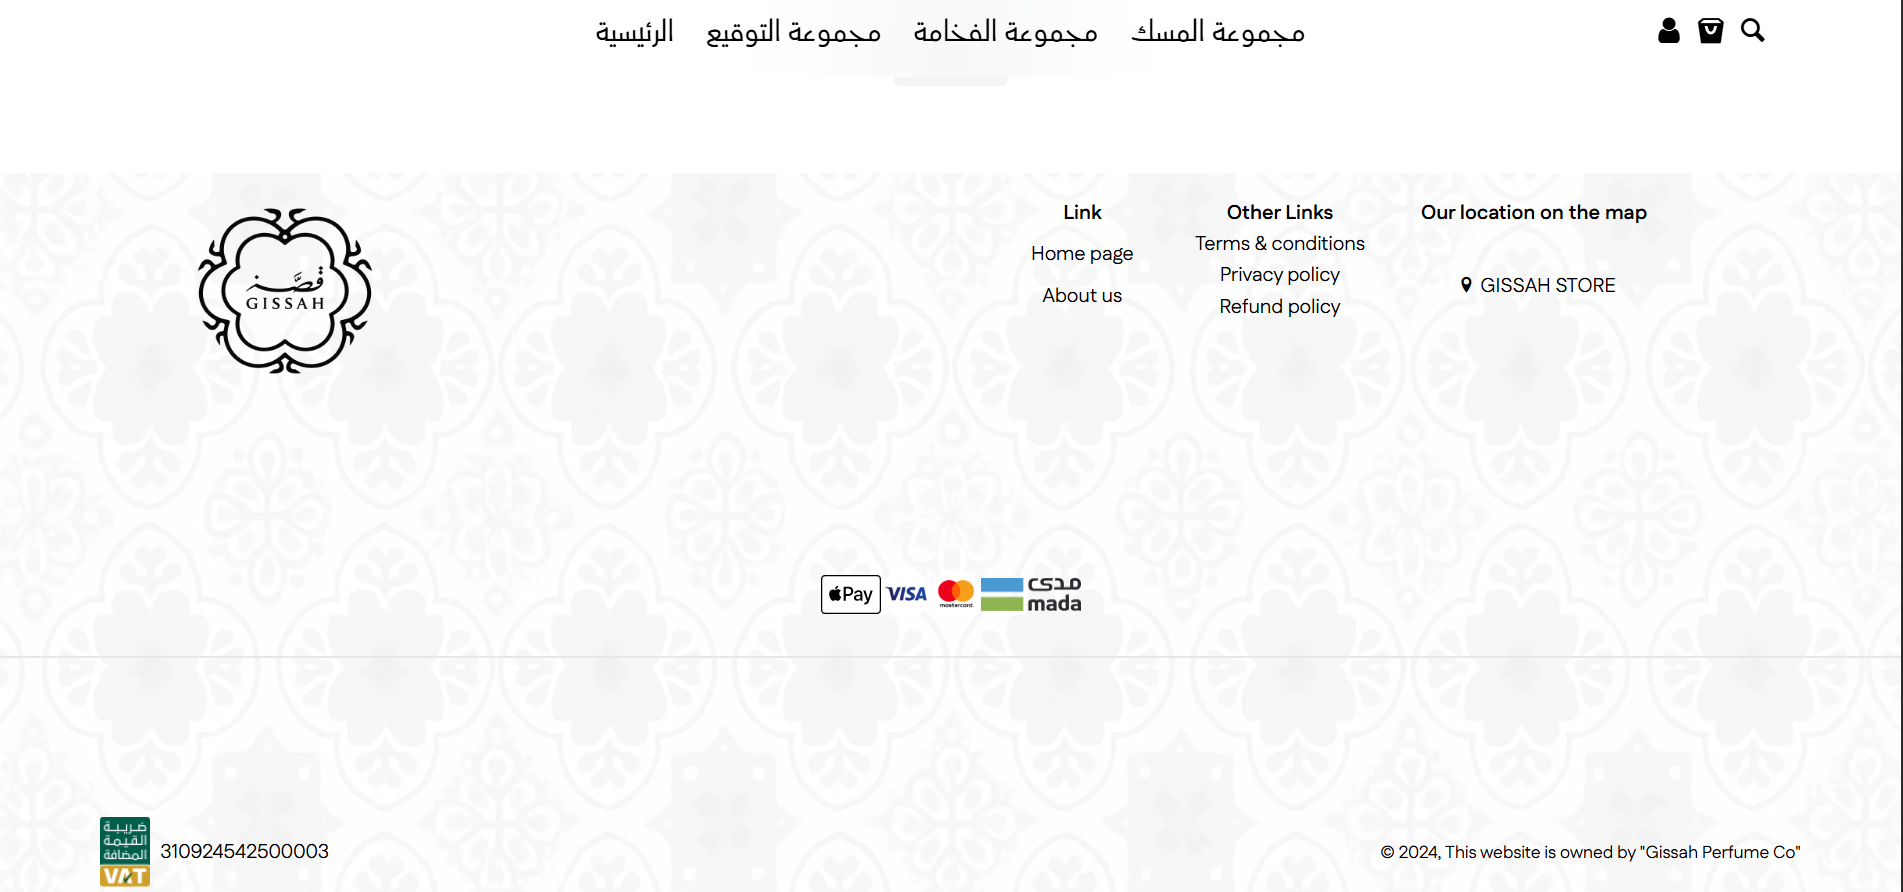 الرئيسية
مجموعة التوقيع
مجموعة الفخامة
مجموعة المسك
قصّة
GISSAH
Link
Home page
About us
Other Links
Terms & conditions
Privacy policy
Refund policy
Our location on the map
GISSAH STORE
Pay
VISA
mastercard
مدى
mada
ضريبة
القيمة
المضافة
VAT
310924542500003
© 2024, This website is owned by "Gissah Perfume Co"